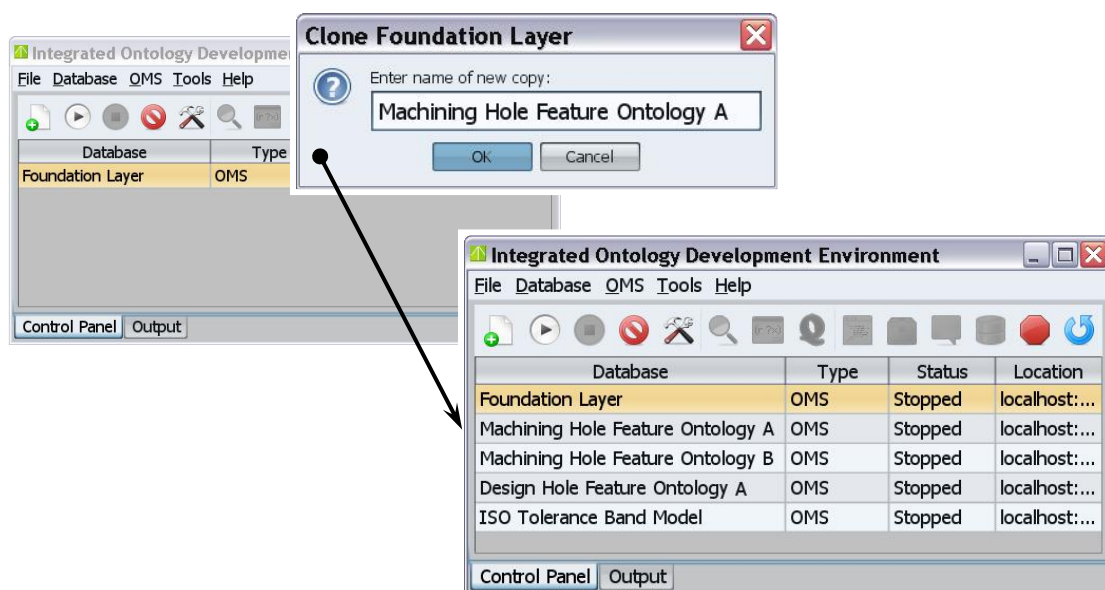 Integrated Ontology Developme
File Database OMS Tools Help
Database Type
Foundation Layer OMS
Control Panel Output
Clone Foundation Layer
Enter name of new copy:
Machining Hole Feature Ontology A
OK Cancel
Integrated Ontology Development Environment
File Database OMS Tools Help
Database Type Status Location
Foundation Layer OMS Stopped localhost:...
Machining Hole Feature Ontology A OMS Stopped localhost:...
Machining Hole Feature Ontology B OMS Stopped localhost:...
Design Hole Feature Ontology A OMS Stopped localhost:...
ISO Tolerance Band Model OMS Stopped localhost:...
Control Panel Output